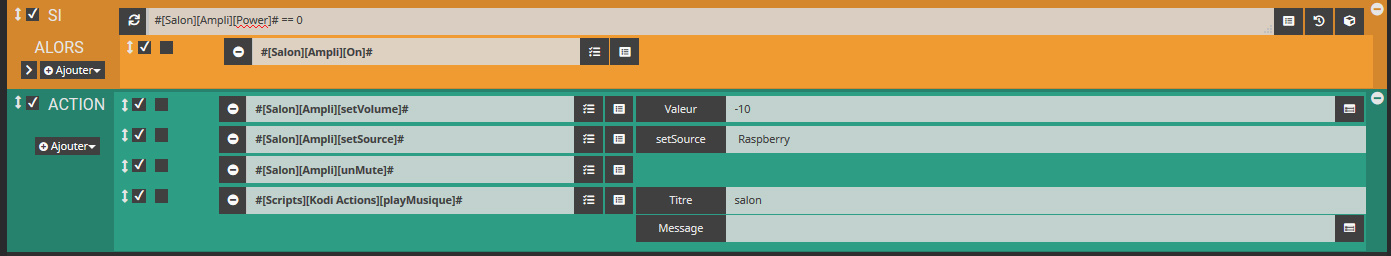 SI #[Salon][Ampli][Power]# == 0
ALORS #[Salon][Ampli][On]#
Ajouter
ACTION #[Salon][Ampli][setVolume]# Valeur -10
#[Salon][Ampli][setSource]# setSource Raspberry
Ajouter
#[Salon][Ampli][unMute]#
#[Scripts][Kodi Actions][playMusique]# Titre salon
Message